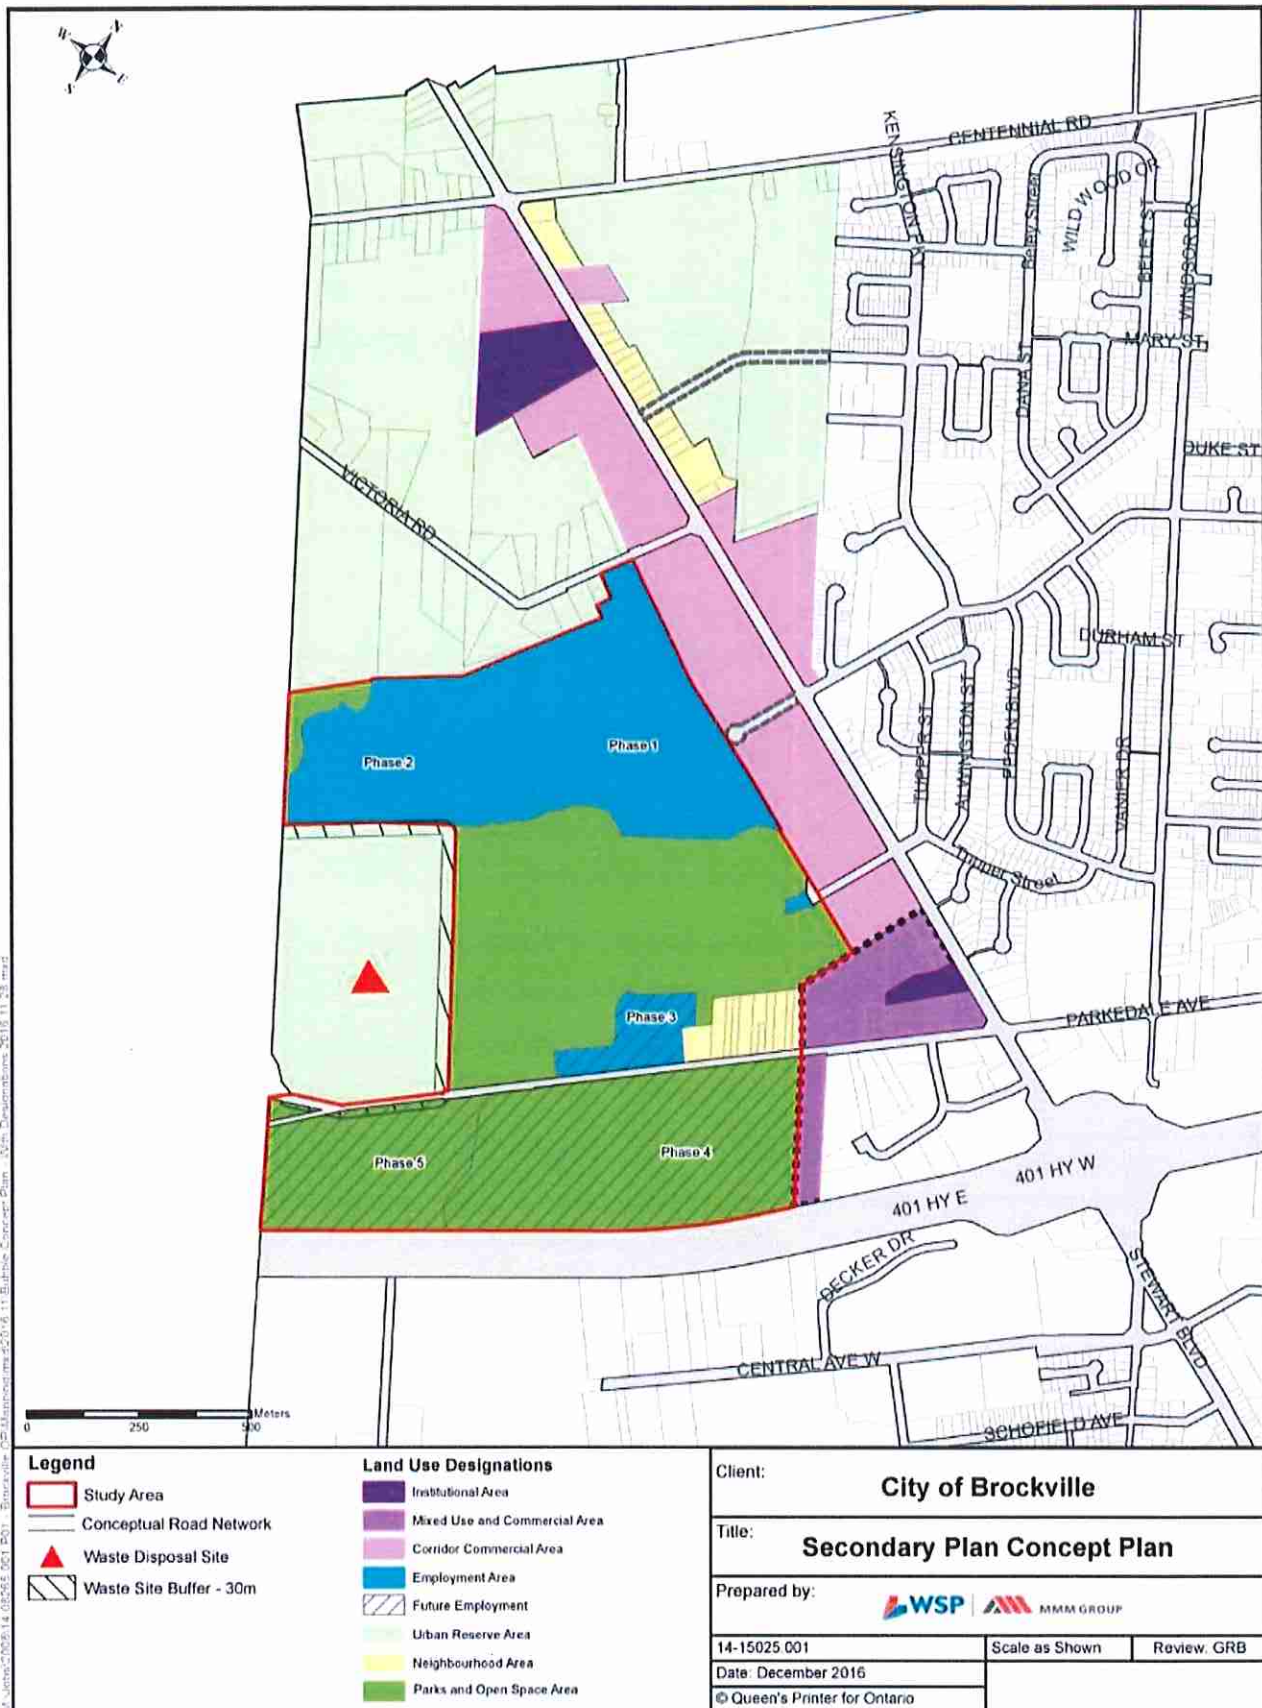 W
N
E
CENTENNIAL RD
KENSINGTON PKY
Beley Street
WILDWOOD CR
BELEY ST
WINDSOR DR
MARY ST
DANA ST
DUKE ST
VICTORIA RD
DURHAM ST
TUPPER ST
ALWINGTON ST
PEDEN BLVD
VANIER DR
Tupper Street
Phase 1
Phase 2
Phase 3
PARKEDALE AVE
Phase 4
Phase 5
401 HY W
401 HY E
DECKER DR
STEWART BLVD
CENTRAL AVE W
SCHOFIELD AVE
Meters
0 250 500
Legend
Study Area
Conceptual Road Network
Waste Disposal Site
Waste Site Buffer - 30m
Land Use Designations
Institutional Area
Mixed Use and Commercial Area
Corridor Commercial Area
Employment Area
Future Employment
Urban Reserve Area
Neighbourhood Area
Parks and Open Space Area
Client:
City of Brockville
Title:
Secondary Plan Concept Plan
Prepared by:
WSP | MMM GROUP
14-15025.001
Scale as Shown
Review: GRB
Date: December 2016
© Queen's Printer for Ontario